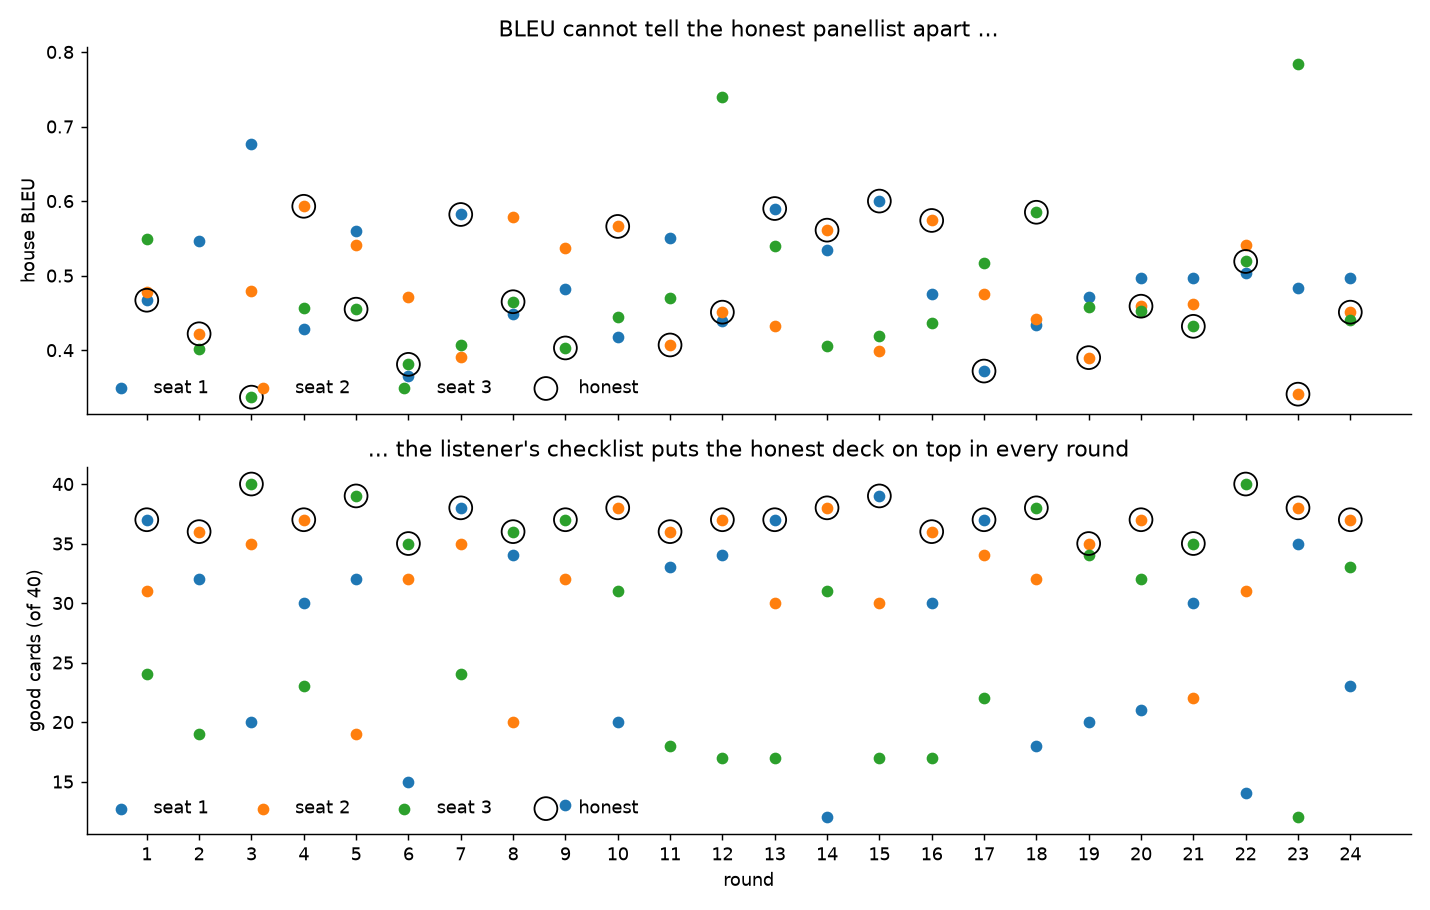 BLEU cannot tell the honest panellist apart ...
0.8
0.7
0.6
0.5
0.4
house BLEU
seat 1 seat 2 seat 3 honest
... the listener's checklist puts the honest deck on top in every round
40
35
30
25
20
15
good cards (of 40)
seat 1 seat 2 seat 3 honest
1 2 3 4 5 6 7 8 9 10 11 12 13 14 15 16 17 18 19 20 21 22 23 24
round